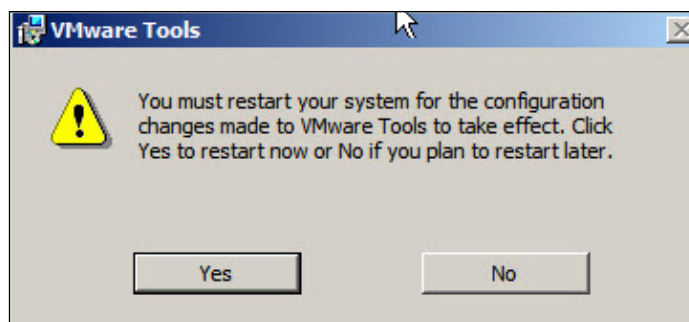 VMware Tools
You must restart your system for the configuration
changes made to VMware Tools to take effect. Click
Yes to restart now or No if you plan to restart later.
Yes
No